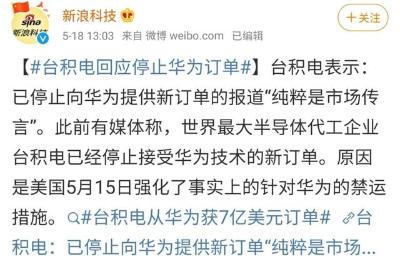 sina
新浪科技
新浪科技
5-18 13:03 来自 微博 weibo.com 已编辑
+关注
【#台积电回应停止华为订单#】台积电表示：
已停止向华为提供新订单的报道“纯粹是市场传
言”。此前有媒体称，世界最大半导体代工企业
台积电已经停止接受华为技术的新订单。原因
是美国5月15日强化了事实上的针对华为的禁运
措施。#台积电从华为获7亿美元订单# 台
积电：已停止向华为提供新订单“纯粹是市场...